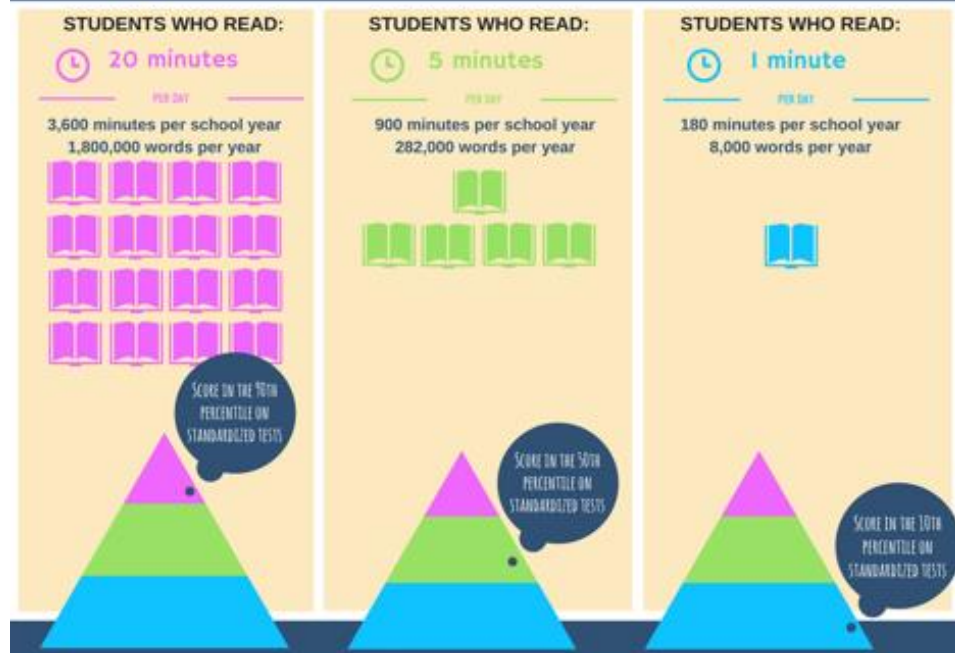 STUDENTS WHO READ:
20 minutes
PER DAY
3,600 minutes per school year
1,800,000 words per year
SCORE IN THE 90TH
PERCENTILE ON
STANDARDIZED TESTS
STUDENTS WHO READ:
5 minutes
PER DAY
900 minutes per school year
282,000 words per year
SCORE IN THE 50TH
PERCENTILE ON
STANDARDIZED TESTS
STUDENTS WHO READ:
1 minute
PER DAY
180 minutes per school year
8,000 words per year
SCORE IN THE 10TH
PERCENTILE ON
STANDARDIZED TESTS